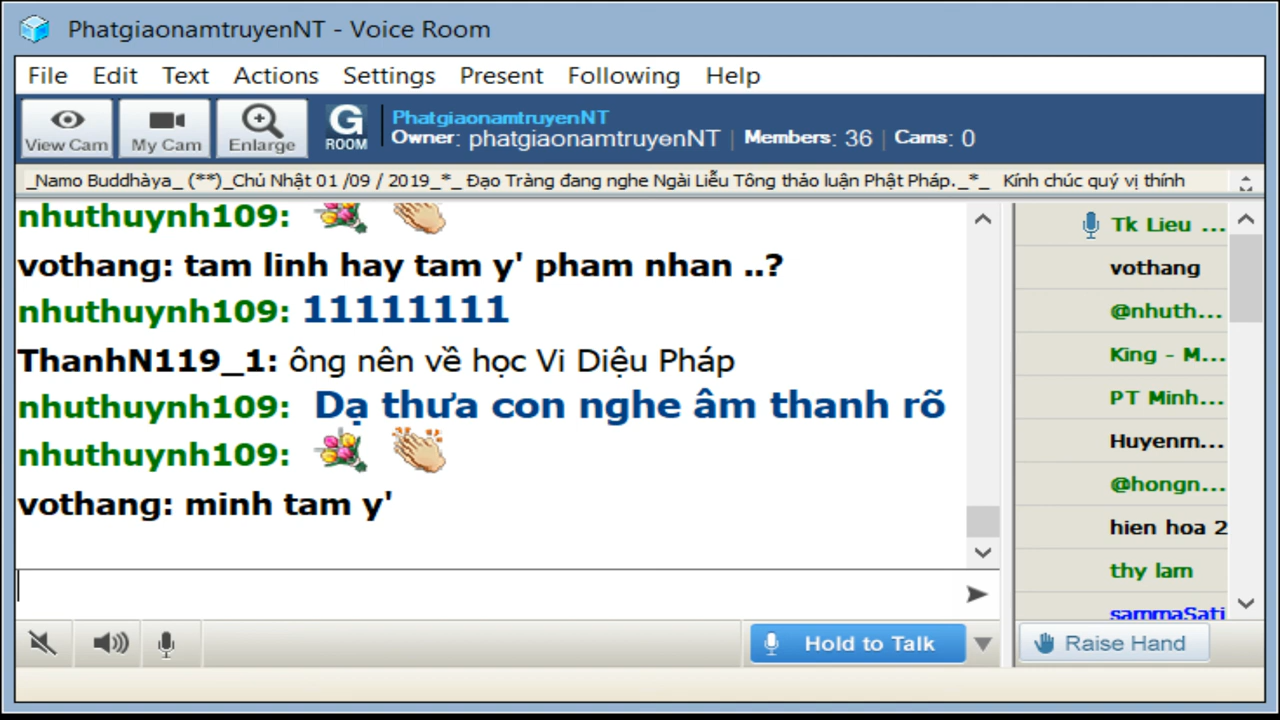 PhatgiaonamtruyenNT - Voice Room
File Edit Text Actions Settings Present Following Help
View Cam My Cam Enlarge G ROOM
PhatgiaonamtruyenNT
Owner: phatgiaonamtruyenNT | Members: 36 | Cams: 0
_Namo Buddhàya_ (**)_Chủ Nhật 01 /09 / 2019_*_ Đạo Tràng đang nghe Ngài Liễu Tông thảo luận Phật Pháp._*_ Kính chúc quý vị thính
nhuthuynh109:
vothang: tam linh hay tam y' pham nhan ..?
nhuthuynh109: 11111111
ThanhN119_1: ông nên về học Vi Diệu Pháp
nhuthuynh109: Dạ thưa con nghe âm thanh rõ
nhuthuynh109:
vothang: minh tam y'
Tk Lieu ...
vothang
@nhuth...
King - M...
PT Minh...
Huyenm...
@hongn...
hien hoa 2
thy lam
sammaSati
Hold to Talk
Raise Hand